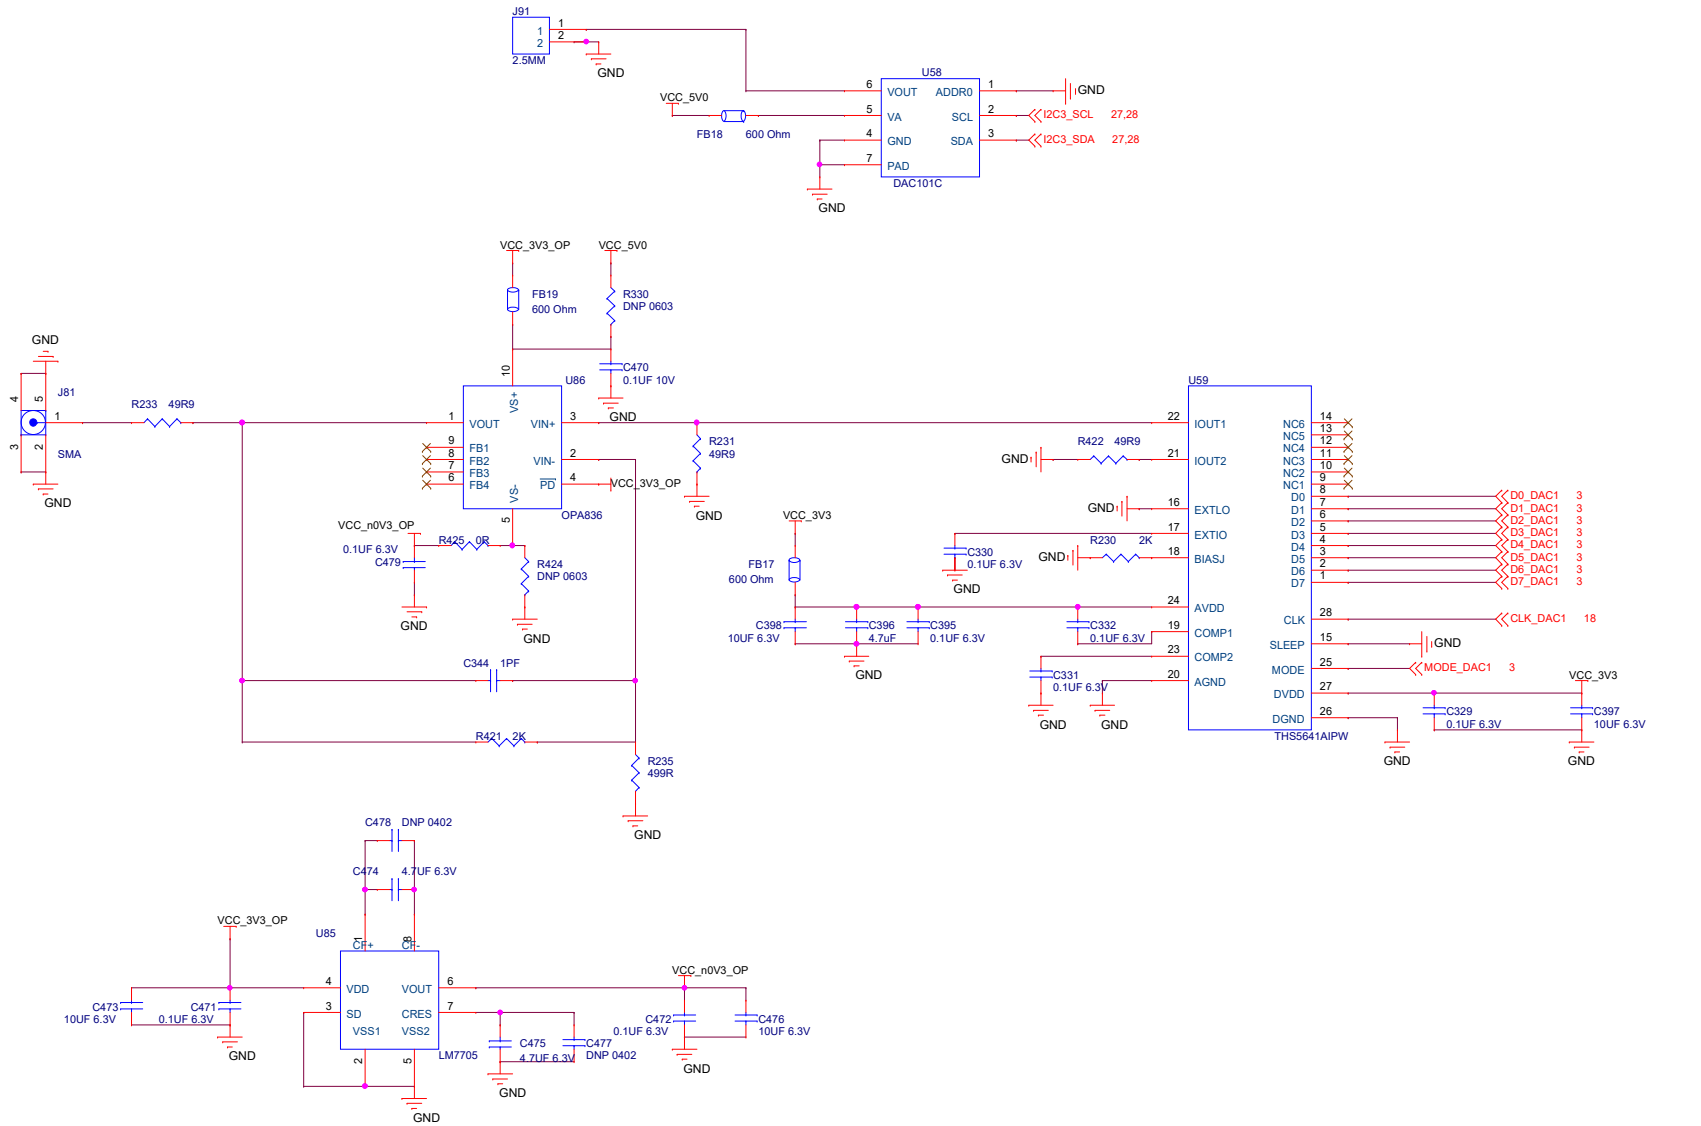 J91
1
2
1
2
2.5MM
GND
U58
VCC_5V0
FB18
600 Ohm
6
5
4
7
VOUT
VA
GND
PAD
ADDR0
SCL
SDA
1
2
3
GND
I2C3_SCL 27,28
I2C3_SDA 27,28
DAC101C
GND
VCC_3V3_OP
VCC_5V0
FB19
600 Ohm
R330
DNP 0603
C470
0.1UF 10V
GND
GND
4
5
J81
1
3
2
SMA
GND
R233 49R9
10
U86
VS+
1
VOUT
9
FB1
8
FB2
7
FB3
6
FB4
VIN+
3
VIN-
2
PD
4
VCC_3V3_OP
VS-
5
OPA836
R231
49R9
GND
VCC_n0V3_OP
0.1UF 6.3V
C479
R425 0R
GND
R424
DNP 0603
GND
C344 1PF
R421 2K
R235
499R
GND
U59
22
IOUT1
R422 49R9
GND
21
IOUT2
GND
16
EXTLO
17
EXTIO
C330
0.1UF 6.3V
GND
R230 2K
GND
18
BIASJ
VCC_3V3
FB17
600 Ohm
24
AVDD
C398
10UF 6.3V
C396
4.7uF
C395
0.1UF 6.3V
GND
C332
0.1UF 6.3V
19
COMP1
23
COMP2
C331
0.1UF 6.3V
GND
20
AGND
GND
NC6 14
NC5 13
NC4 12
NC3 11
NC2 10
NC1 9
D0 8 D0_DAC1 3
D1 7 D1_DAC1 3
D2 6 D2_DAC1 3
D3 5 D3_DAC1 3
D4 4 D4_DAC1 3
D5 3 D5_DAC1 3
D6 2 D6_DAC1 3
D7 1 D7_DAC1 3
CLK 28 CLK_DAC1 18
SLEEP 15 GND
MODE 25 MODE_DAC1 3
DVDD 27
VCC_3V3
DGND 26
THS5641AIPW
GND
C329
0.1UF 6.3V
C397
10UF 6.3V
GND
C478 DNP 0402
C474 4.7UF 6.3V
VCC_3V3_OP
U85
1
CF+
8
CF-
4
VDD
3
SD
VSS1
2
VOUT
6
CRES
7
VSS2
5
LM7705
C473
10UF 6.3V
C471
0.1UF 6.3V
GND
GND
VCC_n0V3_OP
C472
0.1UF 6.3V
C476
10UF 6.3V
GND
C475
4.7UF 6.3V
C477
DNP 0402
GND